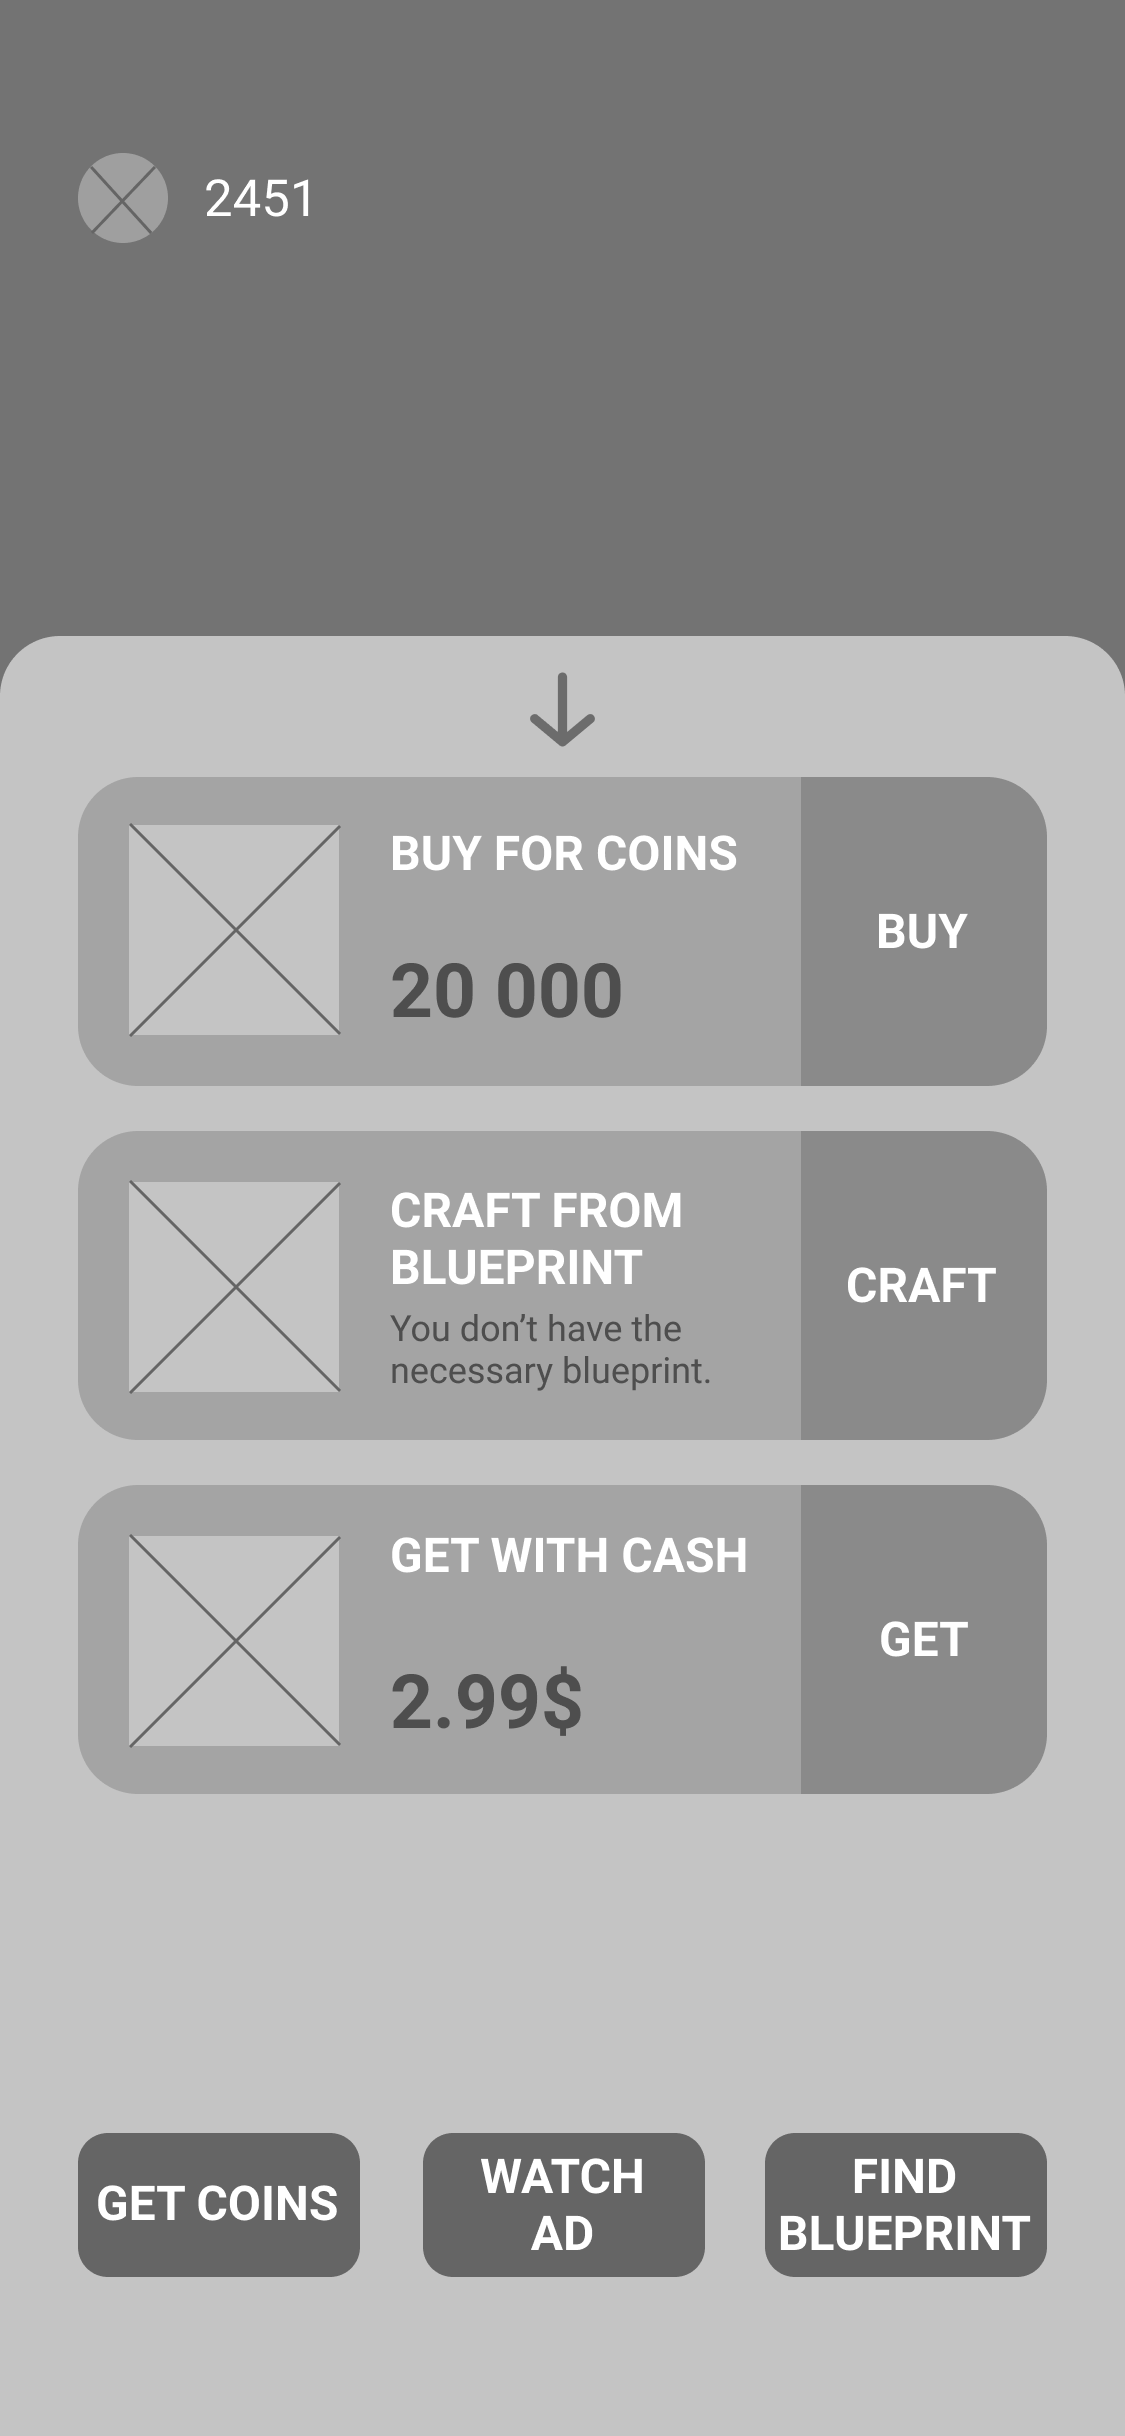 2451
BUY FOR COINS
20 000
BUY
CRAFT FROM
BLUEPRINT
You don’t have the
necessary blueprint.
CRAFT
GET WITH CASH
2.99$
GET
GET COINS
WATCH
AD
FIND
BLUEPRINT